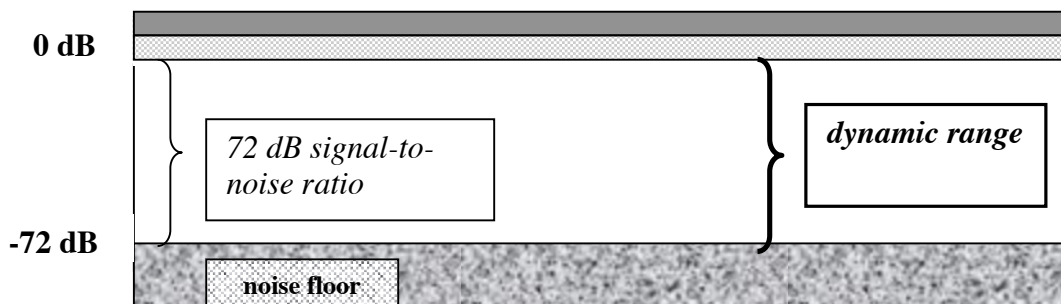 0 dB
72 dB signal-to-
noise ratio
dynamic range
-72 dB
noise floor